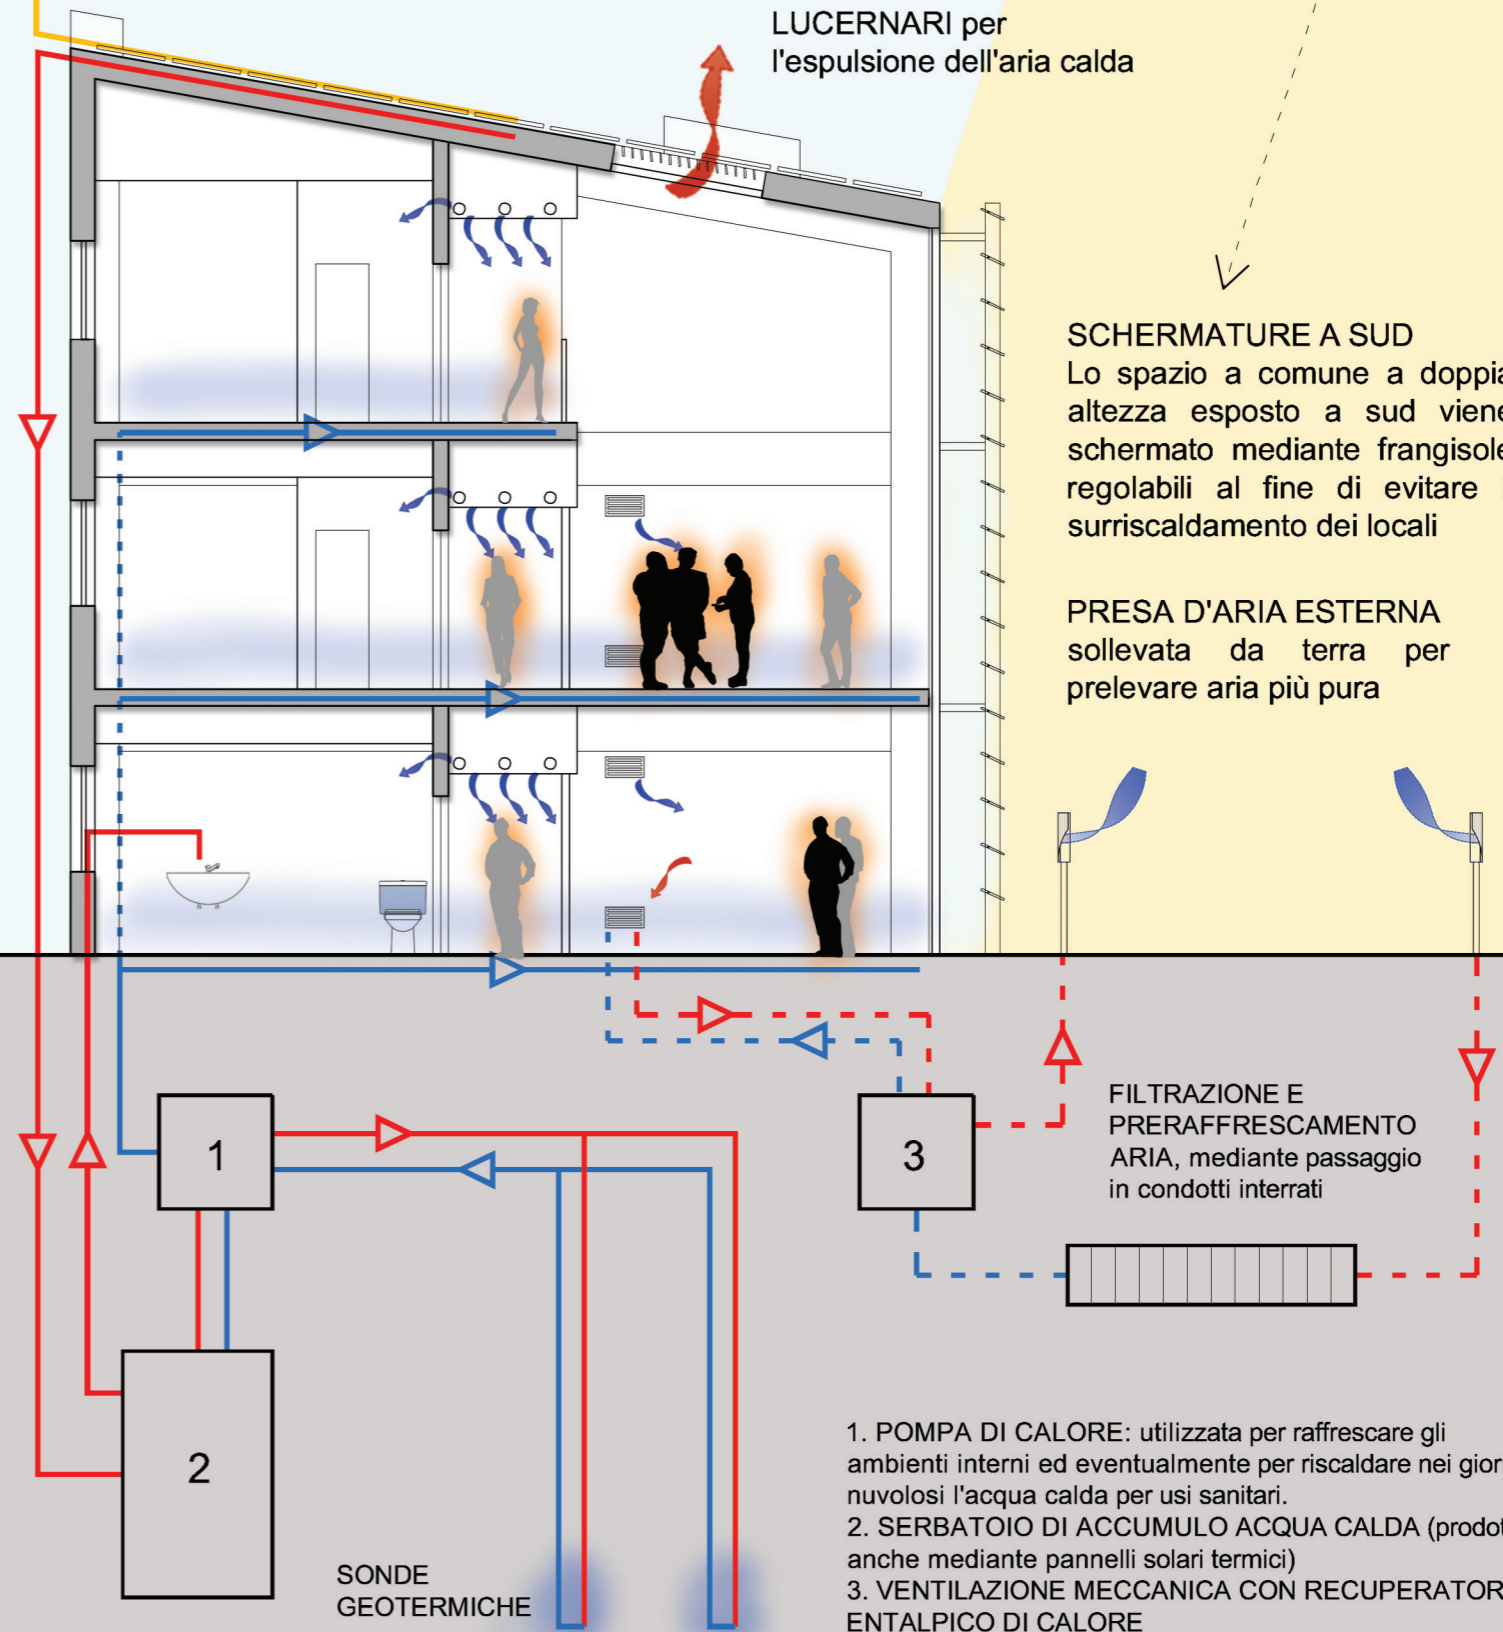 LUCERNARI per
l'espulsione dell'aria calda
SCHERMATURE A SUD
Lo spazio a comune a doppia
altezza esposto a sud viene
schermato mediante frangisole
regolabili al fine di evitare
surriscaldamento dei locali
PRESA D'ARIA ESTERNA
sollevata da terra per
prelevare aria più pura
FILTRAZIONE E
PRERAFFRESCAMENTO
ARIA, mediante passaggio
in condotti interrati
1
3
2
SONDE
GEOTERMICHE
1. POMPA DI CALORE: utilizzata per raffrescare gli
ambienti interni ed eventualmente per riscaldare nei gior
nuvolosi l'acqua calda per usi sanitari.
2. SERBATOIO DI ACCUMULO ACQUA CALDA (prodot
anche mediante pannelli solari termici)
3. VENTILAZIONE MECCANICA CON RECUPERATOR
ENTALPICO DI CALORE